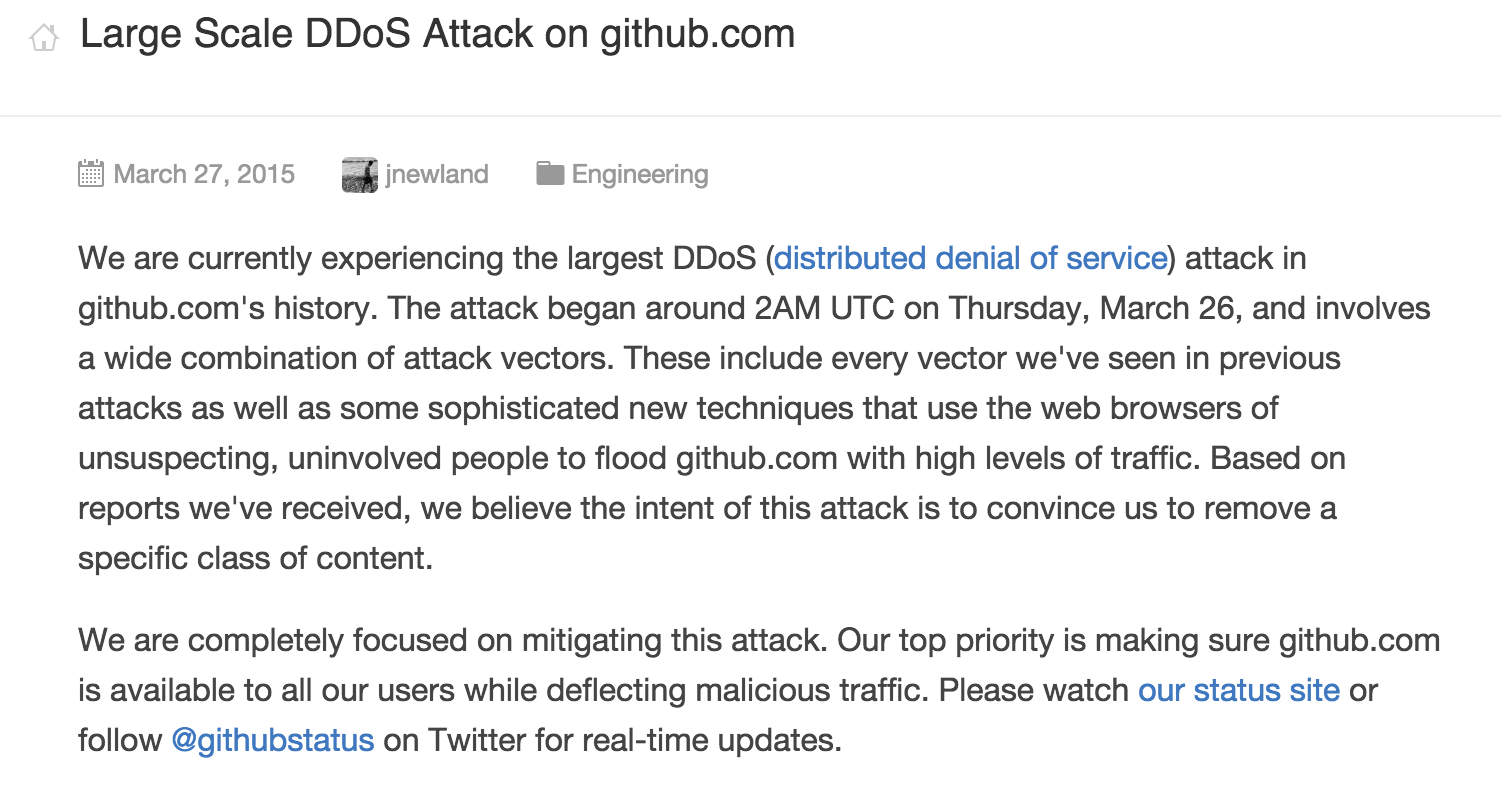 Large Scale DDoS Attack on github.com
March 27, 2015 jnewland Engineering
We are currently experiencing the largest DDoS (distributed denial of service) attack in
github.com's history. The attack began around 2AM UTC on Thursday, March 26, and involves
a wide combination of attack vectors. These include every vector we've seen in previous
attacks as well as some sophisticated new techniques that use the web browsers of
unsuspecting, uninvolved people to flood github.com with high levels of traffic. Based on
reports we've received, we believe the intent of this attack is to convince us to remove a
specific class of content.
We are completely focused on mitigating this attack. Our top priority is making sure github.com
is available to all our users while deflecting malicious traffic. Please watch our status site or
follow @githubstatus on Twitter for real-time updates.